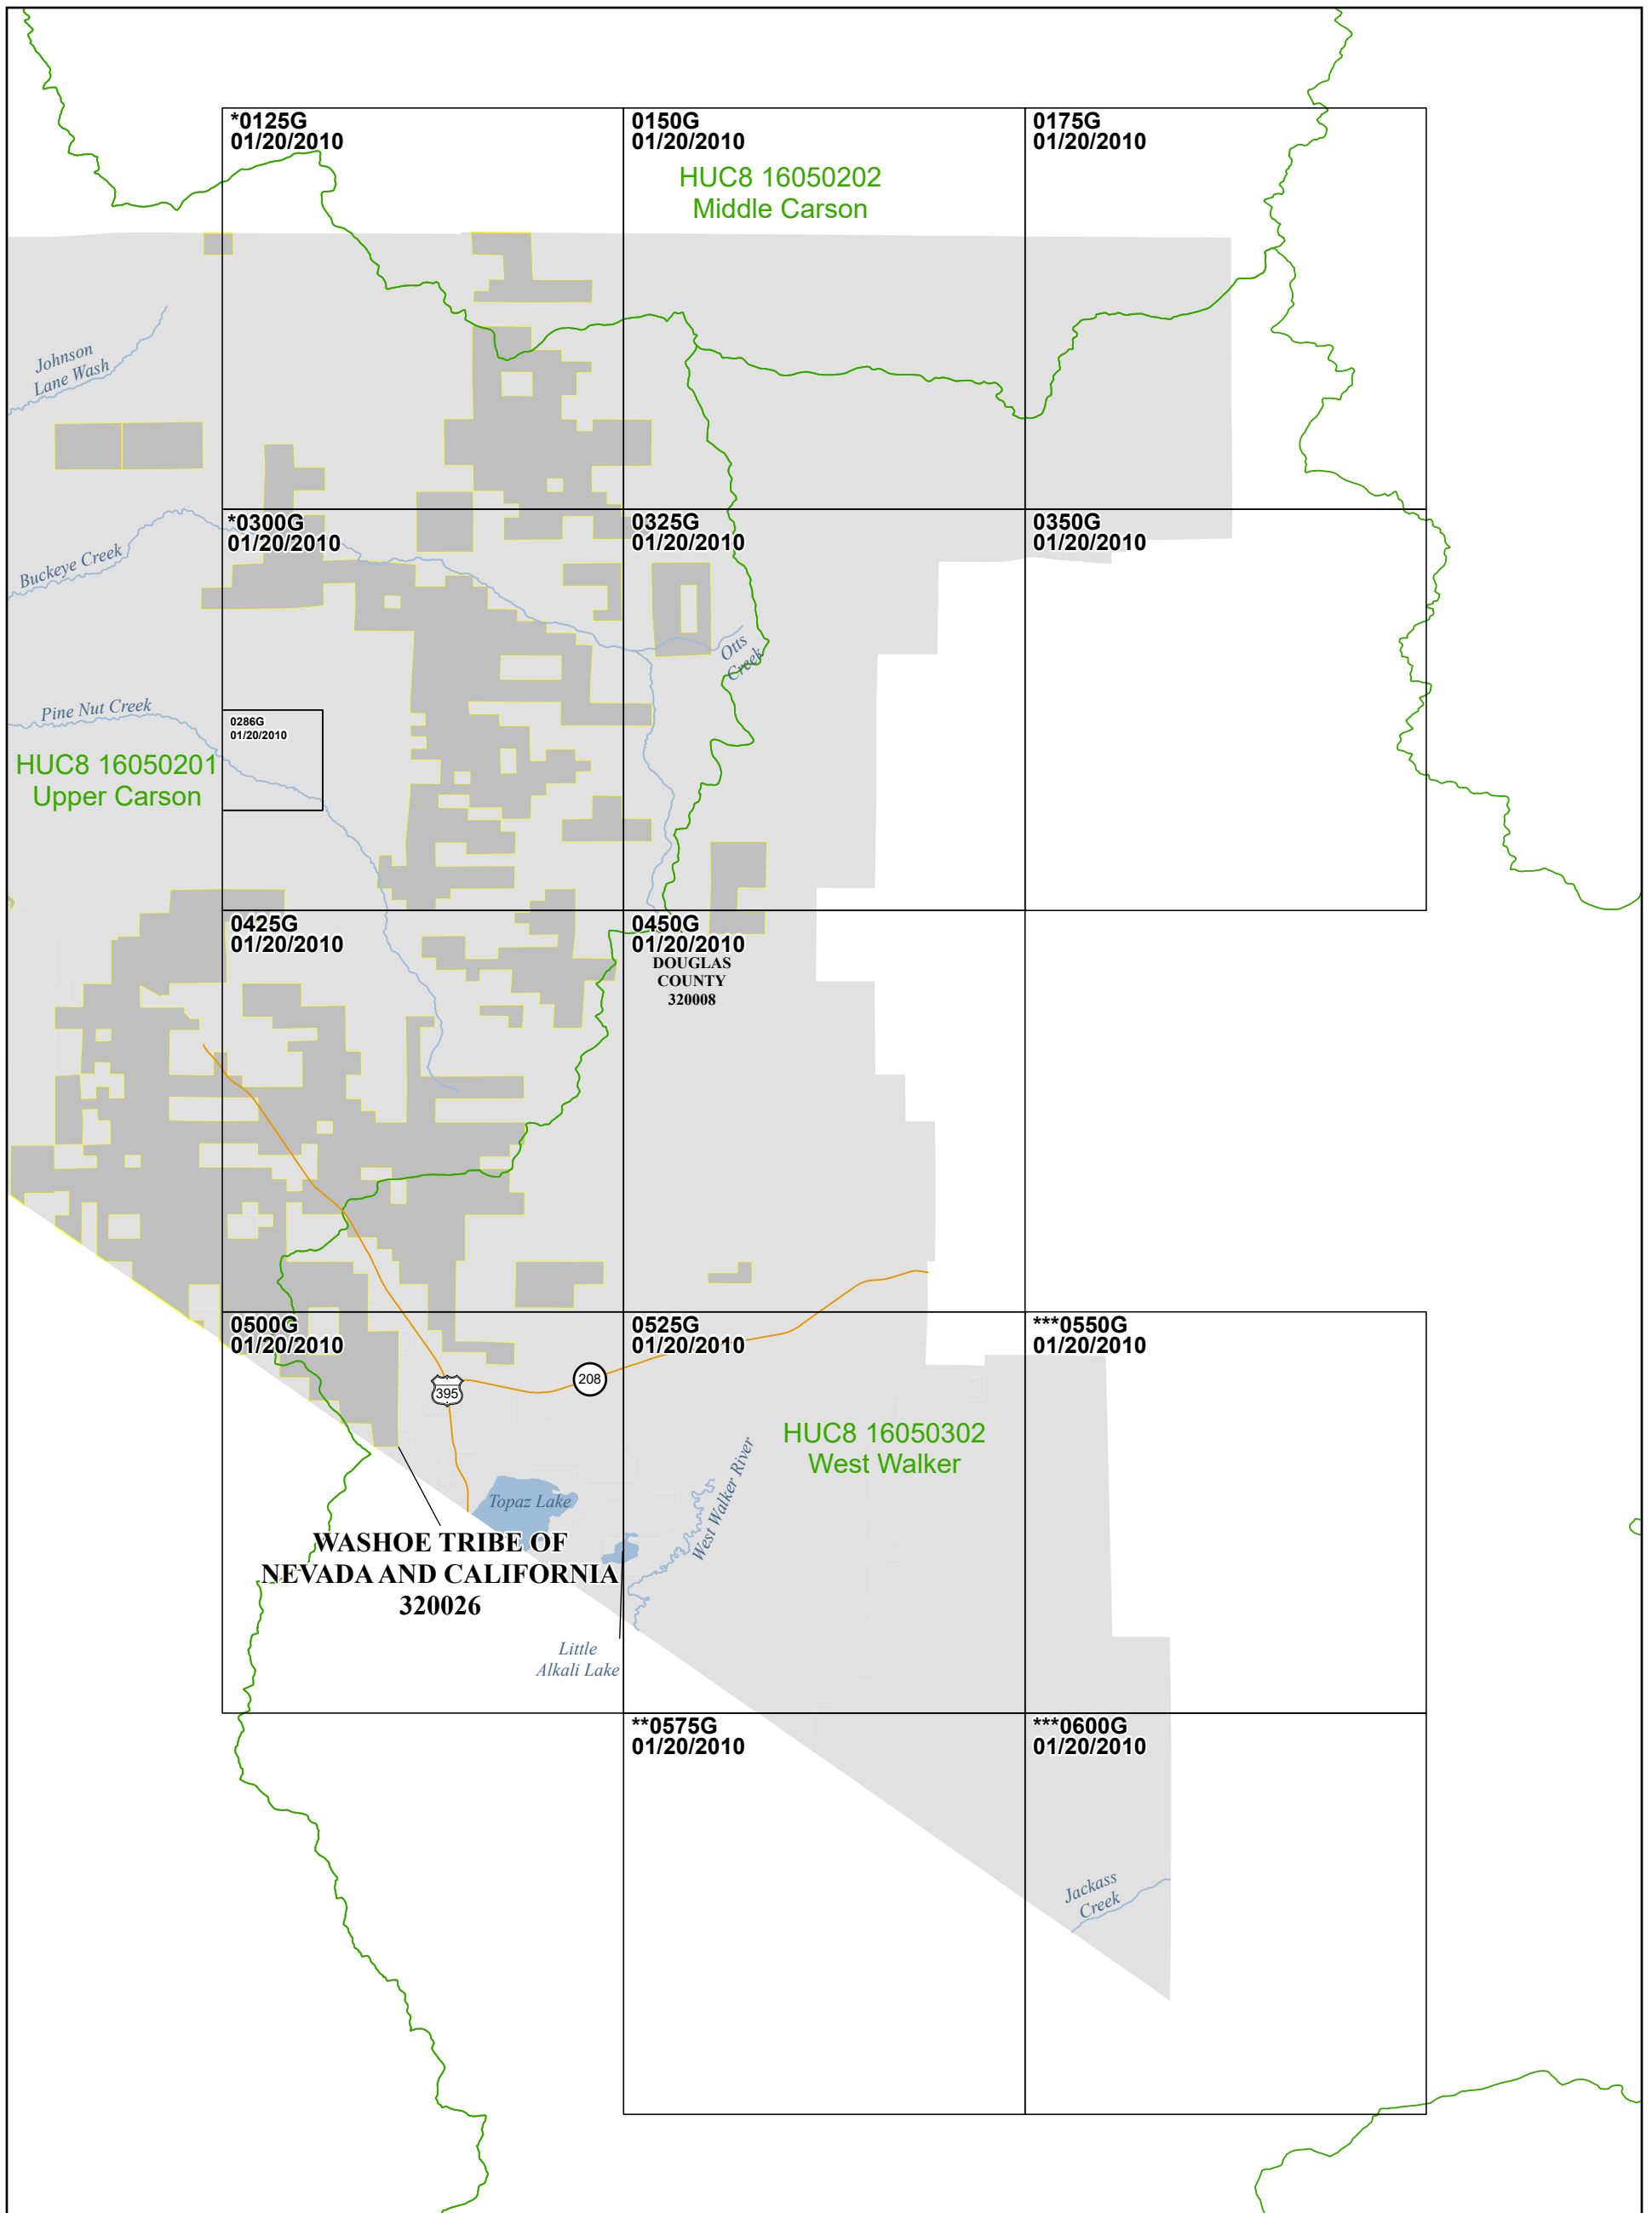 *0125G
01/20/2010
0150G
01/20/2010
0175G
01/20/2010
HUC8 16050202
Middle Carson
Johnson
Lane Wash
*0300G
01/20/2010
0325G
01/20/2010
0350G
01/20/2010
Buckeye Creek
Otts
Creek
Pine Nut Creek
0286G
01/20/2010
HUC8 16050201
Upper Carson
0425G
01/20/2010
0450G
01/20/2010
DOUGLAS
COUNTY
320008
0500G
01/20/2010
0525G
01/20/2010
***0550G
01/20/2010
395
208
HUC8 16050302
West Walker
Topaz Lake
West Walker River
WASHOE TRIBE OF
NEVADA AND CALIFORNIA
320026
Little
Alkali Lake
**0575G
01/20/2010
***0600G
01/20/2010
Jackass
Creek